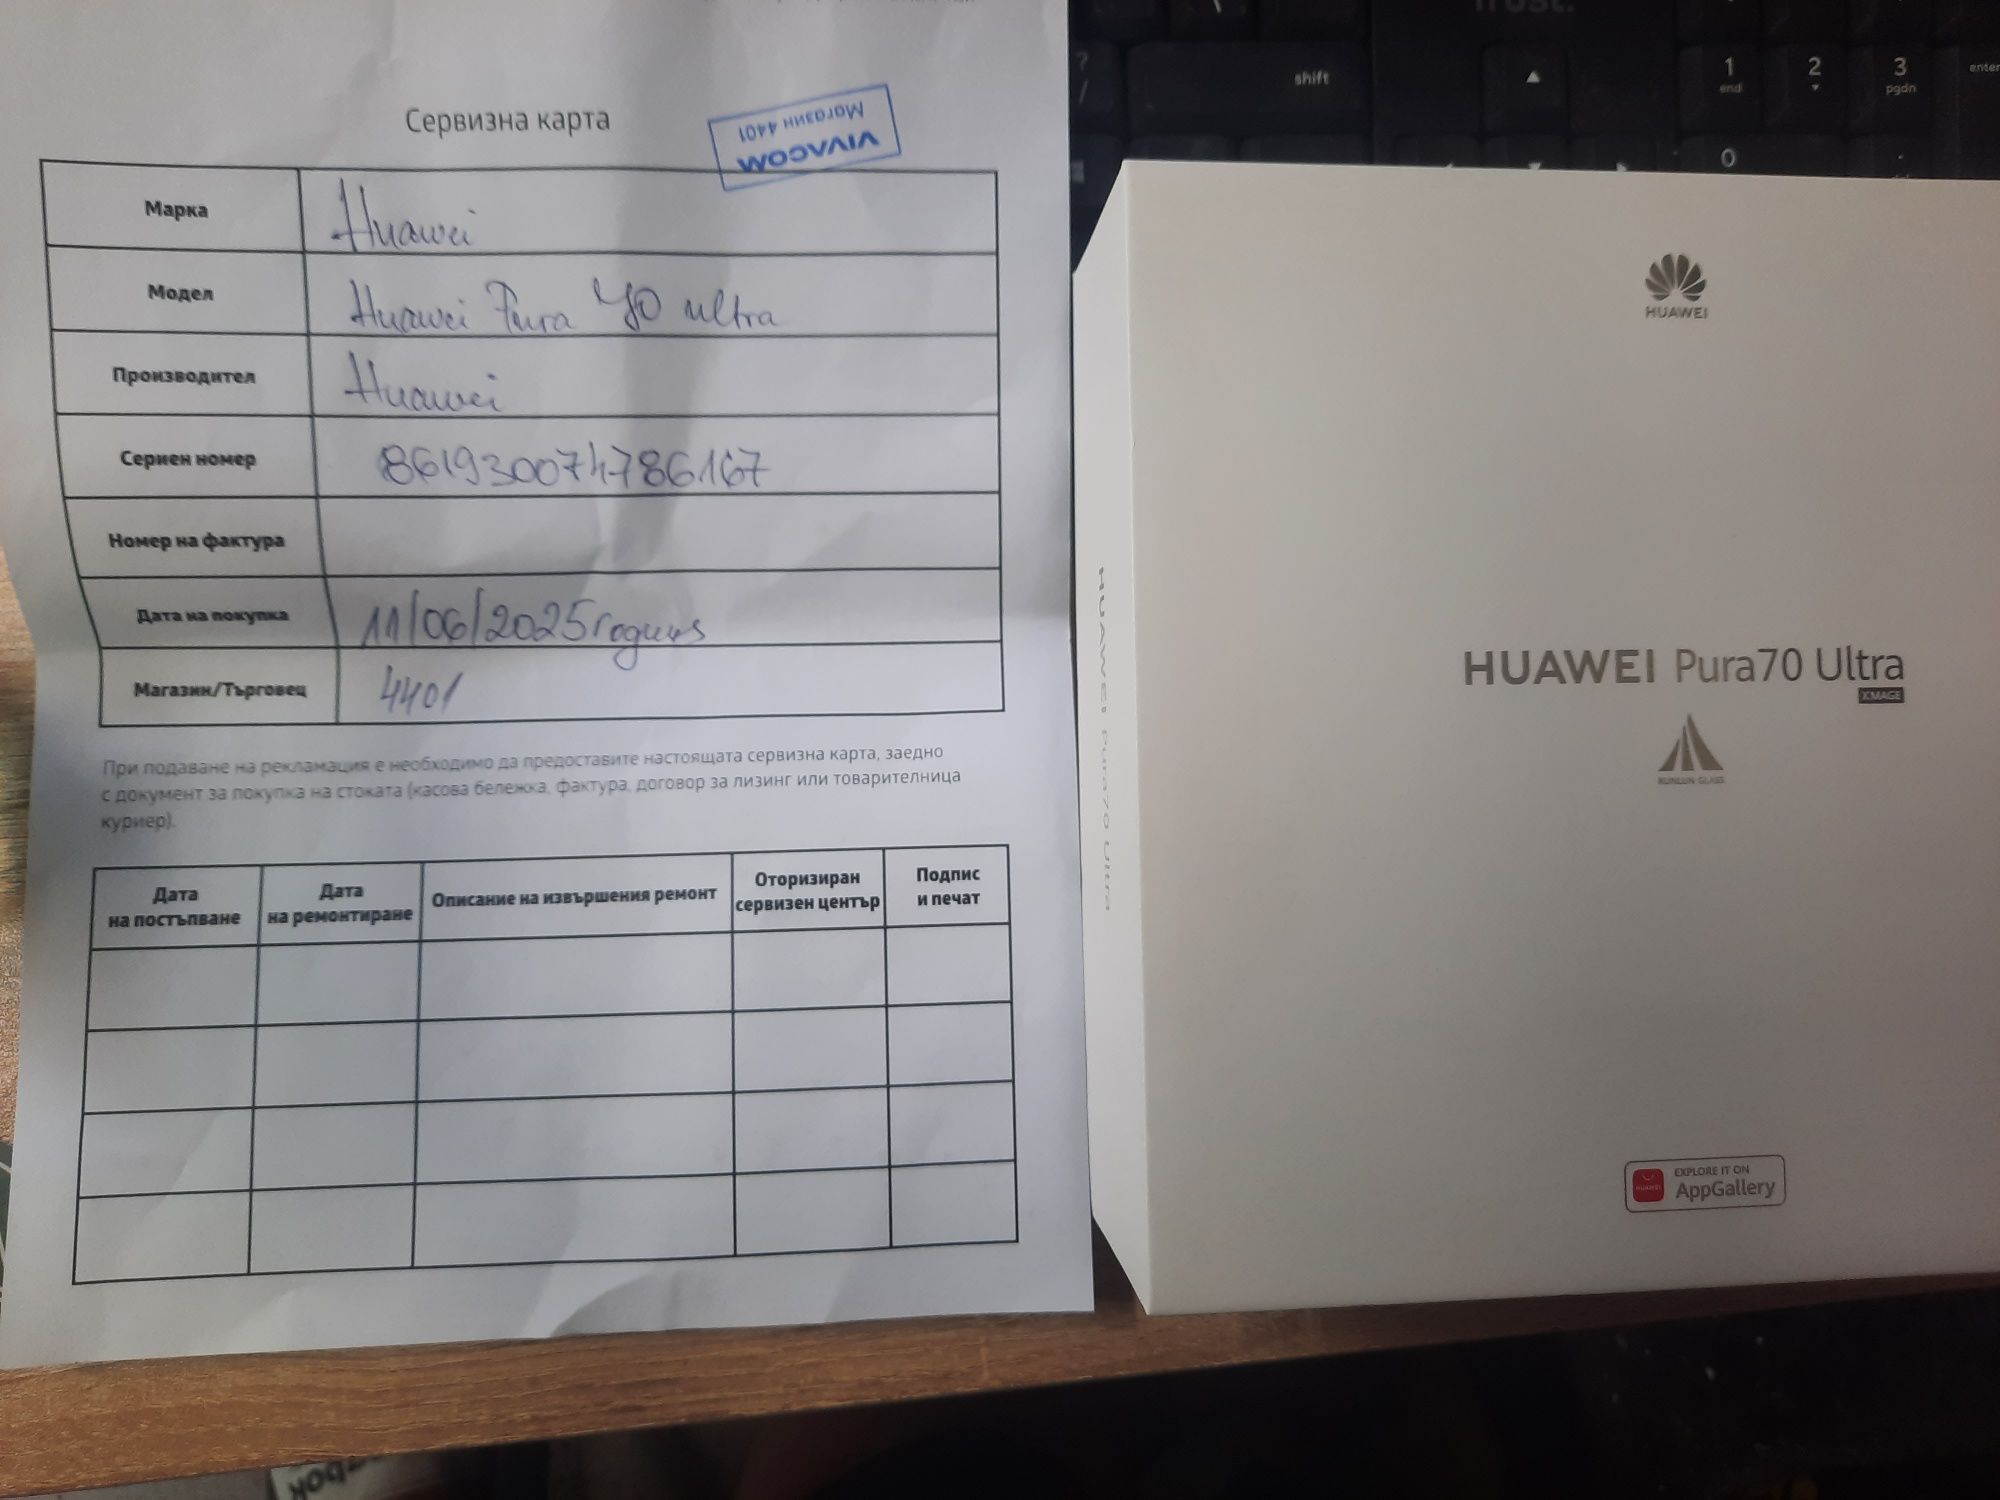 Сервизна карта
VIVACOM
Магазин 4401
Марка Huawei
Модел Huawei Pura 70 ultra
Производител Huawei
Сериен номер 861930074786167
Номер на фактура
Дата на покупка 11/06/2025 година
Магазин/Търговец 4401
При подаване на рекламация е необходимо да предоставите настоящата сервизна карта, заедно
с документ за покупка на стоката (касова бележка, фактура, договор за лизинг или товарителница
куриер).
Дата
на постъпване
Дата
на ремонтиране
Описание на извършения ремонт
Оторизиран
сервизен център
Подпис
и печат
Trust.
shift
1
end
2
3
pgdn
enter
0
HUAWEI
HUAWEI Pura70 Ultra
XMAGE
KUNLUN GLASS
EXPLORE IT ON
AppGallery
HUAWEI
HUAWEI Pura70 Ultra